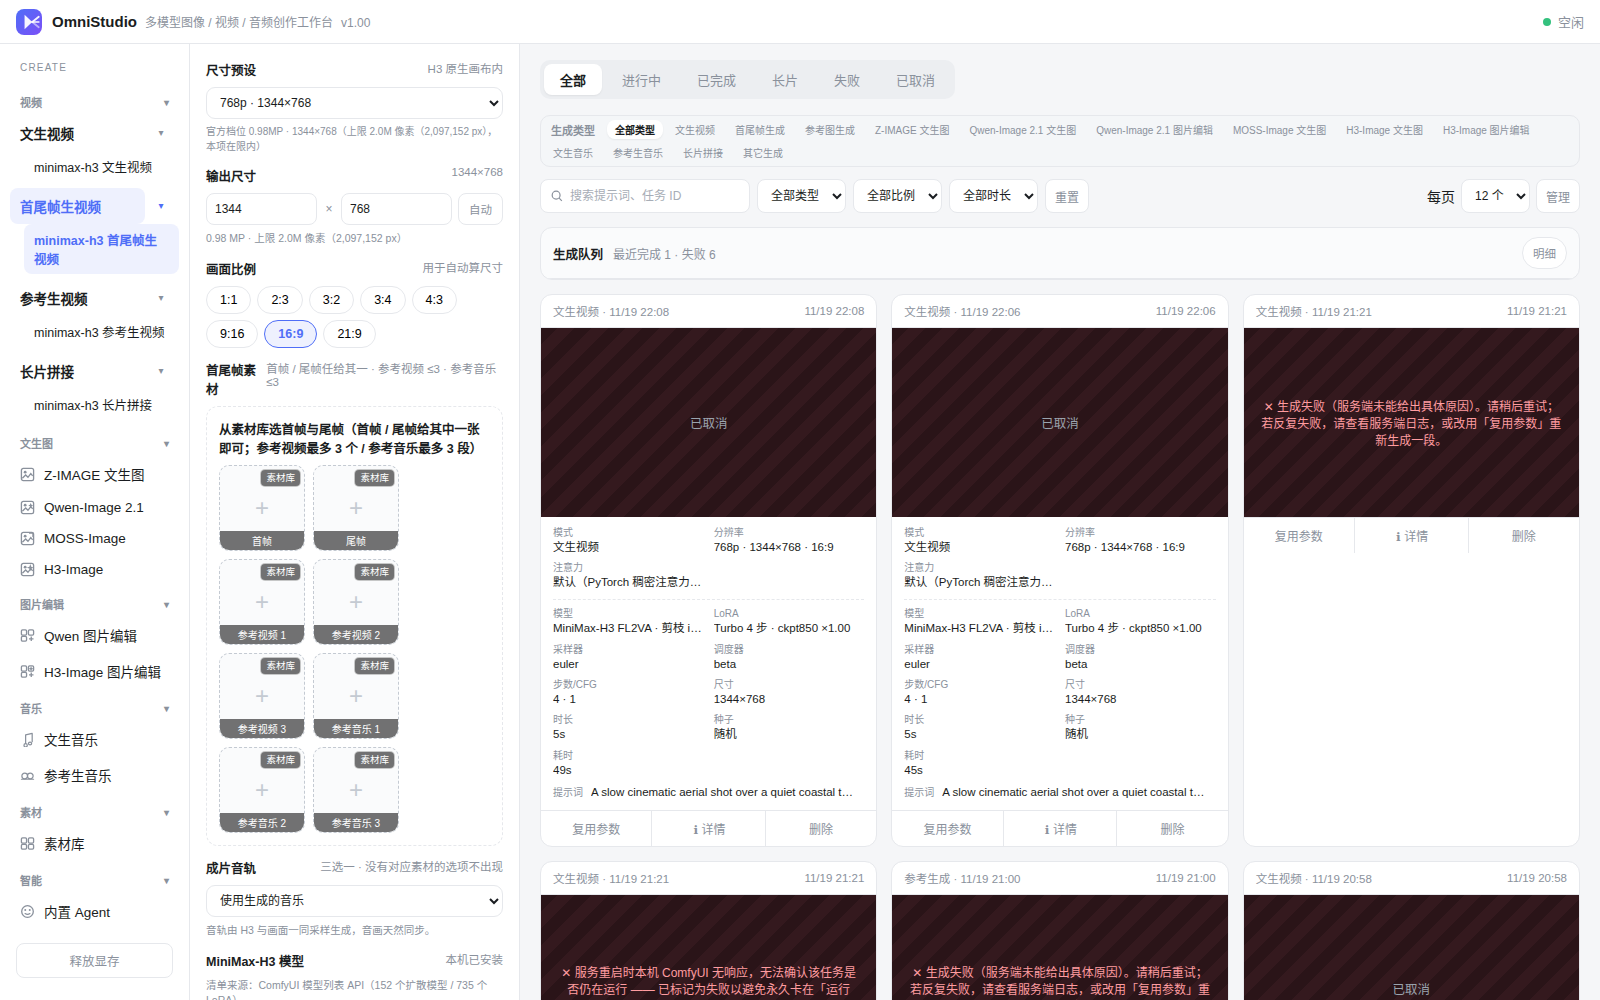 OmniStudio 多模型图像 / 视频 / 音频创作工作台 v1.00
空闲
CREATE
视频
文生视频
minimax-h3 文生视频
首尾帧生视频
minimax-h3 首尾帧生
视频
参考生视频
minimax-h3 参考生视频
长片拼接
minimax-h3 长片拼接
文生图
Z-IMAGE 文生图
Qwen-Image 2.1
MOSS-Image
H3-Image
图片编辑
Qwen 图片编辑
H3-Image 图片编辑
音乐
文生音乐
参考生音乐
素材
素材库
智能
内置 Agent
释放显存
尺寸预设 H3 原生画布内
768p · 1344×768
官方档位 0.98MP · 1344×768（上限 2.0M 像素（2,097,152 px），
本项在限内）
输出尺寸 1344×768
1344 × 768 自动
0.98 MP · 上限 2.0M 像素（2,097,152 px）
画面比例 用于自动算尺寸
1:1 2:3 3:2 3:4 4:3
9:16 16:9 21:9
首尾帧素
材
首帧 / 尾帧任给其一 · 参考视频 ≤3 · 参考音乐
≤3
从素材库选首帧与尾帧（首帧 / 尾帧给其中一张
即可；参考视频最多 3 个 / 参考音乐最多 3 段）
素材库 素材库
+ +
首帧 尾帧
素材库 素材库
+ +
参考视频 1 参考视频 2
素材库 素材库
+ +
参考视频 3 参考音乐 1
素材库 素材库
+ +
参考音乐 2 参考音乐 3
成片音轨 三选一 · 没有对应素材的选项不出现
使用生成的音乐
音轨由 H3 与画面一同采样生成，音画天然同步。
MiniMax-H3 模型 本机已安装
清单来源：ComfyUI 模型列表 API（152 个扩散模型 / 735 个
LoRA）
全部 进行中 已完成 长片 失败 已取消
生成类型 全部类型 文生视频 首尾帧生成 参考图生成 Z-IMAGE 文生图 Qwen-Image 2.1 文生图 Qwen-Image 2.1 图片编辑 MOSS-Image 文生图 H3-Image 文生图 H3-Image 图片编辑
文生音乐 参考生音乐 长片拼接 其它生成
搜索提示词、任务 ID 全部类型 全部比例 全部时长 重置 每页 12 个 管理
生成队列 最近完成 1 · 失败 6 明细
文生视频 · 11/19 22:08 11/19 22:08
已取消
模式 分辨率
文生视频 768p · 1344×768 · 16:9
注意力
默认（PyTorch 稠密注意力…
模型 LoRA
MiniMax-H3 FL2VA · 剪枝 i… Turbo 4 步 · ckpt850 ×1.00
采样器 调度器
euler beta
步数/CFG 尺寸
4 · 1 1344×768
时长 种子
5s 随机
耗时
49s
提示词 A slow cinematic aerial shot over a quiet coastal t…
复用参数 ℹ 详情 删除
文生视频 · 11/19 22:06 11/19 22:06
已取消
模式 分辨率
文生视频 768p · 1344×768 · 16:9
注意力
默认（PyTorch 稠密注意力…
模型 LoRA
MiniMax-H3 FL2VA · 剪枝 i… Turbo 4 步 · ckpt850 ×1.00
采样器 调度器
euler beta
步数/CFG 尺寸
4 · 1 1344×768
时长 种子
5s 随机
耗时
45s
提示词 A slow cinematic aerial shot over a quiet coastal t…
复用参数 ℹ 详情 删除
文生视频 · 11/19 21:21 11/19 21:21
✕ 生成失败（服务端未能给出具体原因）。请稍后重试；
若反复失败，请查看服务端日志，或改用「复用参数」重
新生成一段。
复用参数 ℹ 详情 删除
文生视频 · 11/19 21:21 11/19 21:21
✕ 服务重启时本机 ComfyUI 无响应，无法确认该任务是
否仍在运行 —— 已标记为失败以避免永久卡在「运行
参考生成 · 11/19 21:00 11/19 21:00
✕ 生成失败（服务端未能给出具体原因）。请稍后重试；
若反复失败，请查看服务端日志，或改用「复用参数」重
文生视频 · 11/19 20:58 11/19 20:58
已取消